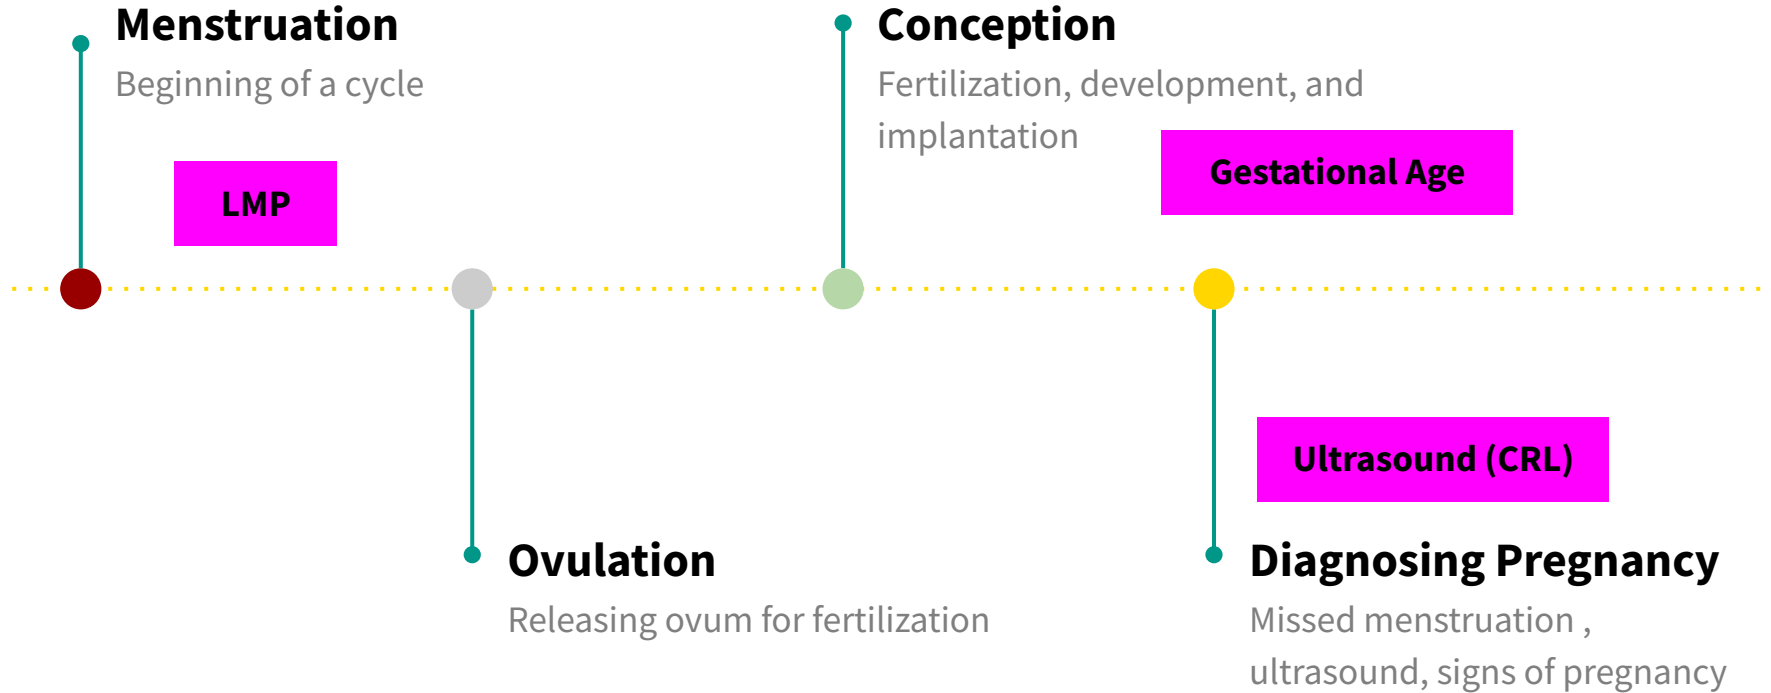 Menstruation
Beginning of a cycle
LMP
Conception
Fertilization, development, and
implantation
Gestational Age
Ovulation
Releasing ovum for fertilization
Ultrasound (CRL)
Diagnosing Pregnancy
Missed menstruation ,
ultrasound, signs of pregnancy